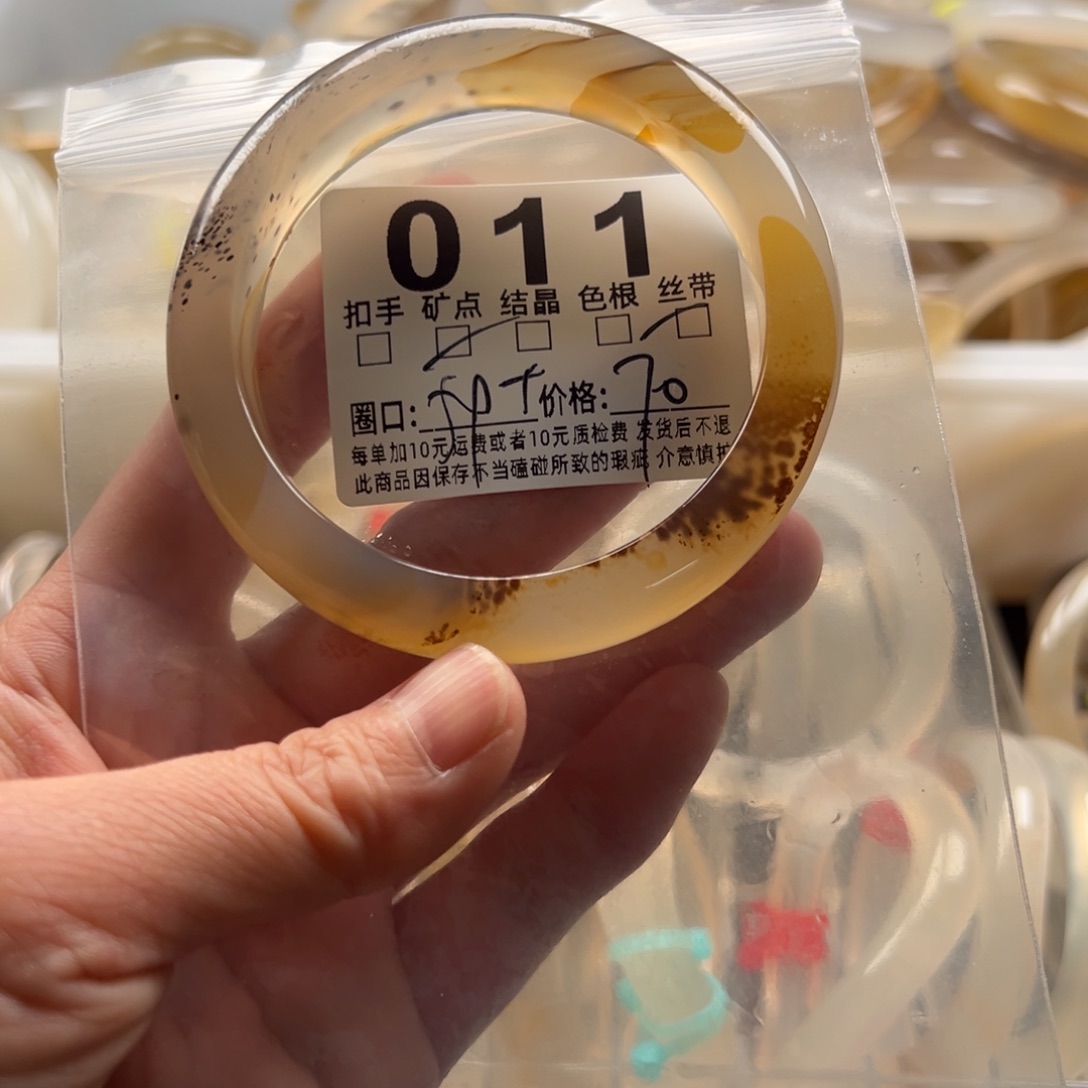 011
扣手 矿点 结晶 色根 丝带
圈口: 价格: 70
每单加10元运费或者10元质检费 发货后不退
此商品因保存不当磕碰所致的瑕疵 介意慎拍